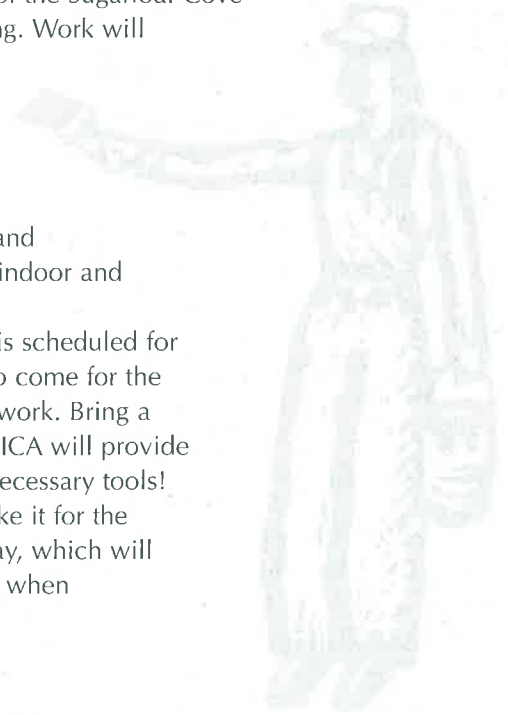 the Sugarloaf Cove
ng. Work will
and
indoor and
is scheduled for
o come for the
work. Bring a
ICA will provide
ecessary tools!
ke it for the
ay, which will
when